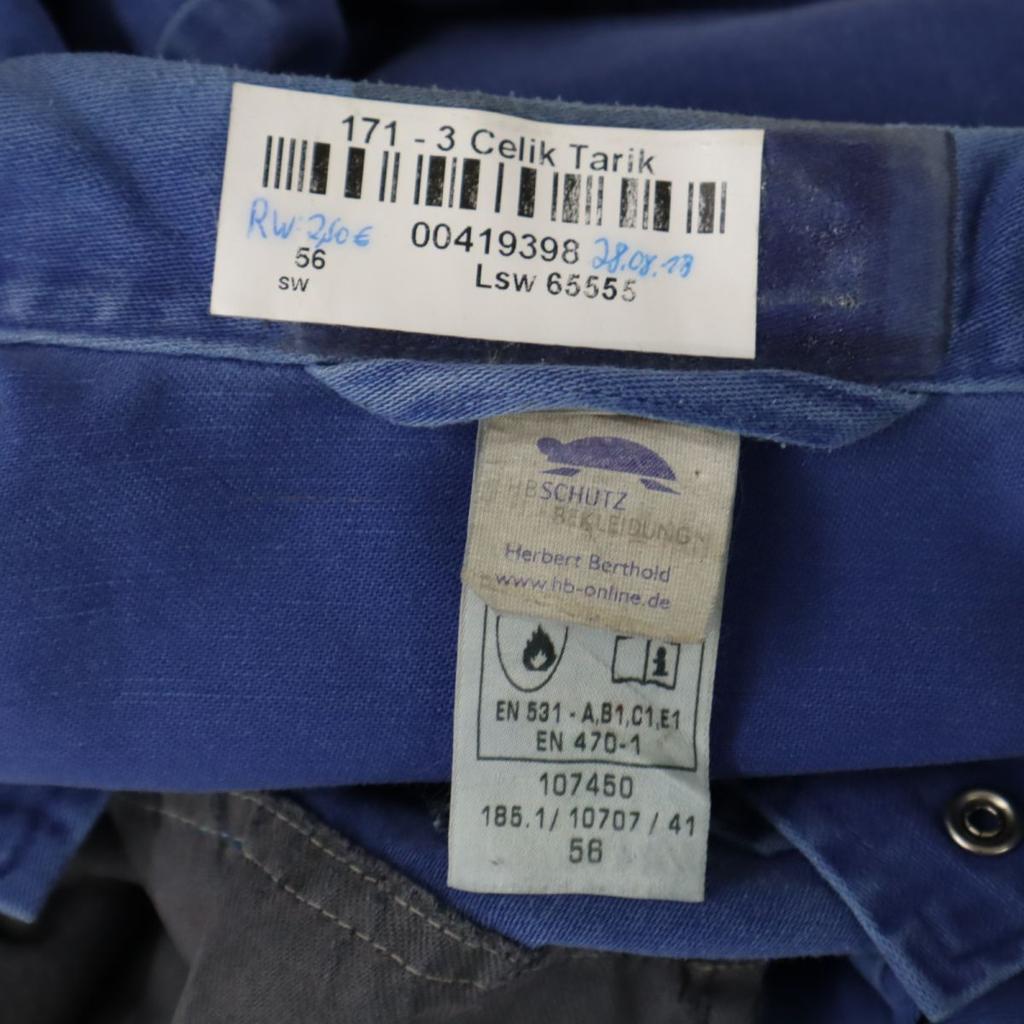 171 - 3 Celik Tarik
RW: 2,50 € 00419398 28.08.13
56
sw Lsw 65555
HBSCHUTZ
BEKLEIDUNG
Herbert Berthold
www.hb-online.de
EN 531 - A,B1,C1,E1
EN 470-1
107450
185.1/ 10707 / 41
56